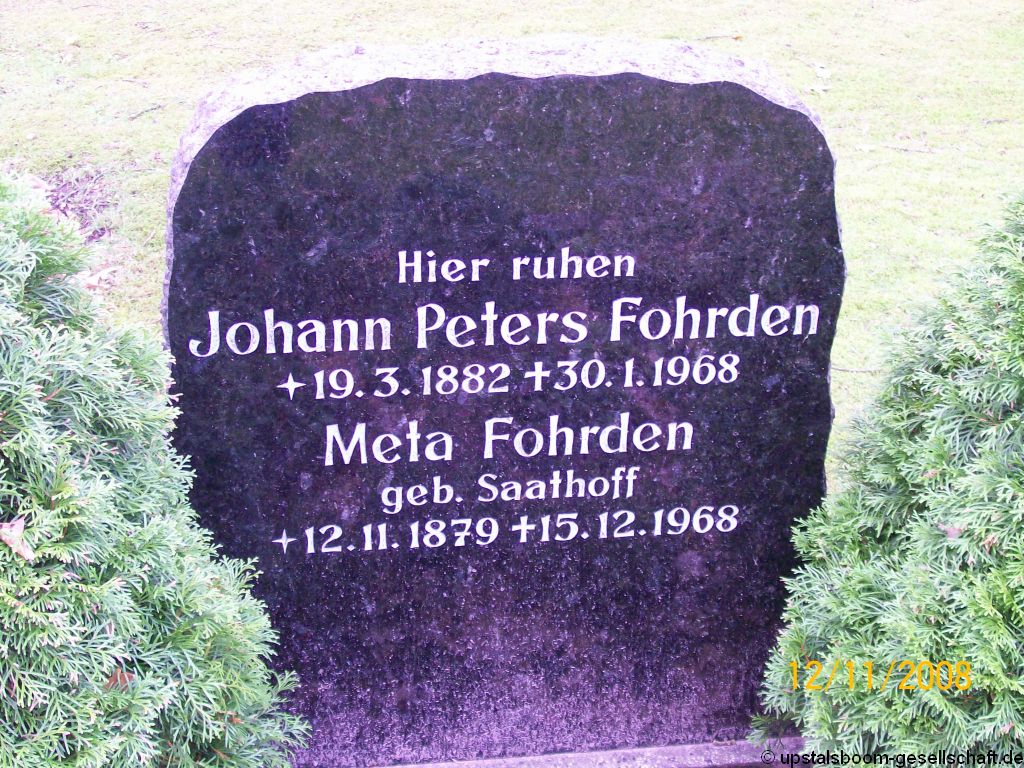 Hier ruhen
Johann Peters Fohrden
✦19.3.1882 ✝30.1.1968
Meta Fohrden
geb. Saathoff
✦12.11.1879 ✝15.12.1968
12/11/2008
© upstalsboom-gesellschaft.de